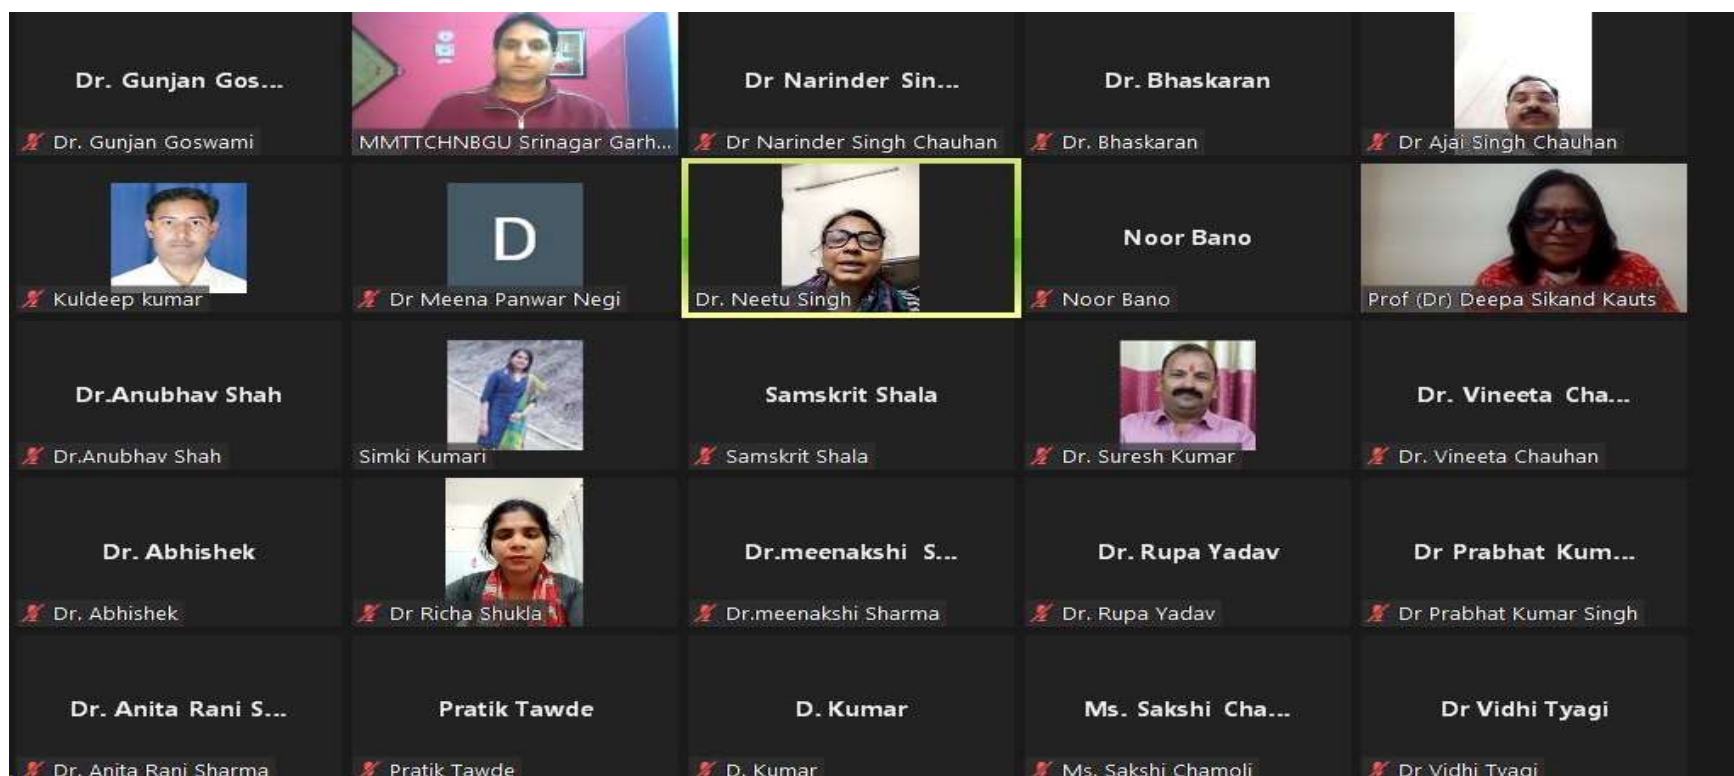 Dr. Gunjan Gos...
Dr. Gunjan Goswami
MMTTCHNBGU Srinagar Garh...
Dr Narinder Sin...
Dr Narinder Singh Chauhan
Dr. Bhaskaran
Dr. Bhaskaran
Dr Ajai Singh Chauhan
Kuldeep kumar
D
Dr Meena Panwar Negi
Dr. Neetu Singh
Noor Bano
Noor Bano
Prof (Dr) Deepa Sikand Kauts
Dr.Anubhav Shah
Dr.Anubhav Shah
Simki Kumari
Samskrit Shala
Samskrit Shala
Dr. Suresh Kumar
Dr. Vineeta Cha...
Dr. Vineeta Chauhan
Dr. Abhishek
Dr. Abhishek
Dr Richa Shukla
Dr.meenakshi S...
Dr.meenakshi Sharma
Dr. Rupa Yadav
Dr. Rupa Yadav
Dr Prabhat Kum...
Dr Prabhat Kumar Singh
Dr. Anita Rani S...
Dr. Anita Rani Sharma
Pratik Tawde
Pratik Tawde
D. Kumar
D. Kumar
Ms. Sakshi Cha...
Ms. Sakshi Chamoli
Dr Vidhi Tyagi
Dr Vidhi Tyagi